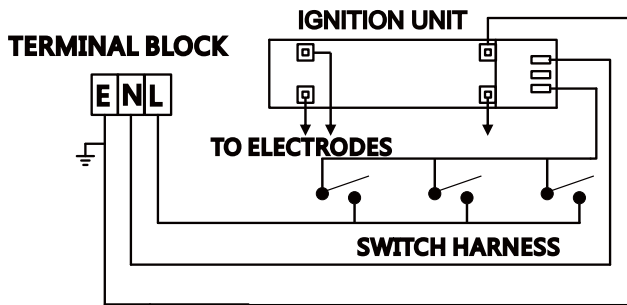 IGNITION UNIT
TERMINAL BLOCK
E N L
TO ELECTRODES
SWITCH HARNESS